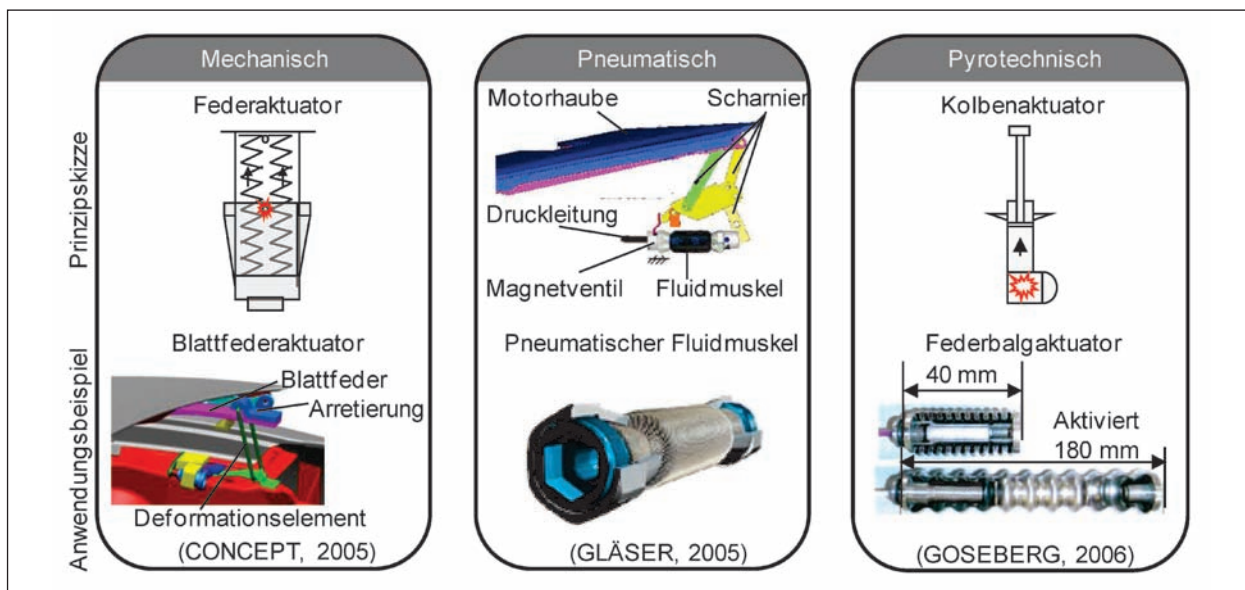 Mechanisch
Federaktuator
Blattfederaktuator
Blattfeder
Arretierung
Deformationselement
(CONCEPT, 2005)
Pneumatisch
Motorhaube
Scharnier
Druckleitung
Magnetventil
Fluidmuskel
Pneumatischer Fluidmuskel
(GLÄSER, 2005)
Pyrotechnisch
Kolbenaktuator
Federbalgaktuator
40 mm
Aktiviert
180 mm
(GOSEBERG, 2006)
Prinzipskizze
Anwendungsbeispiel